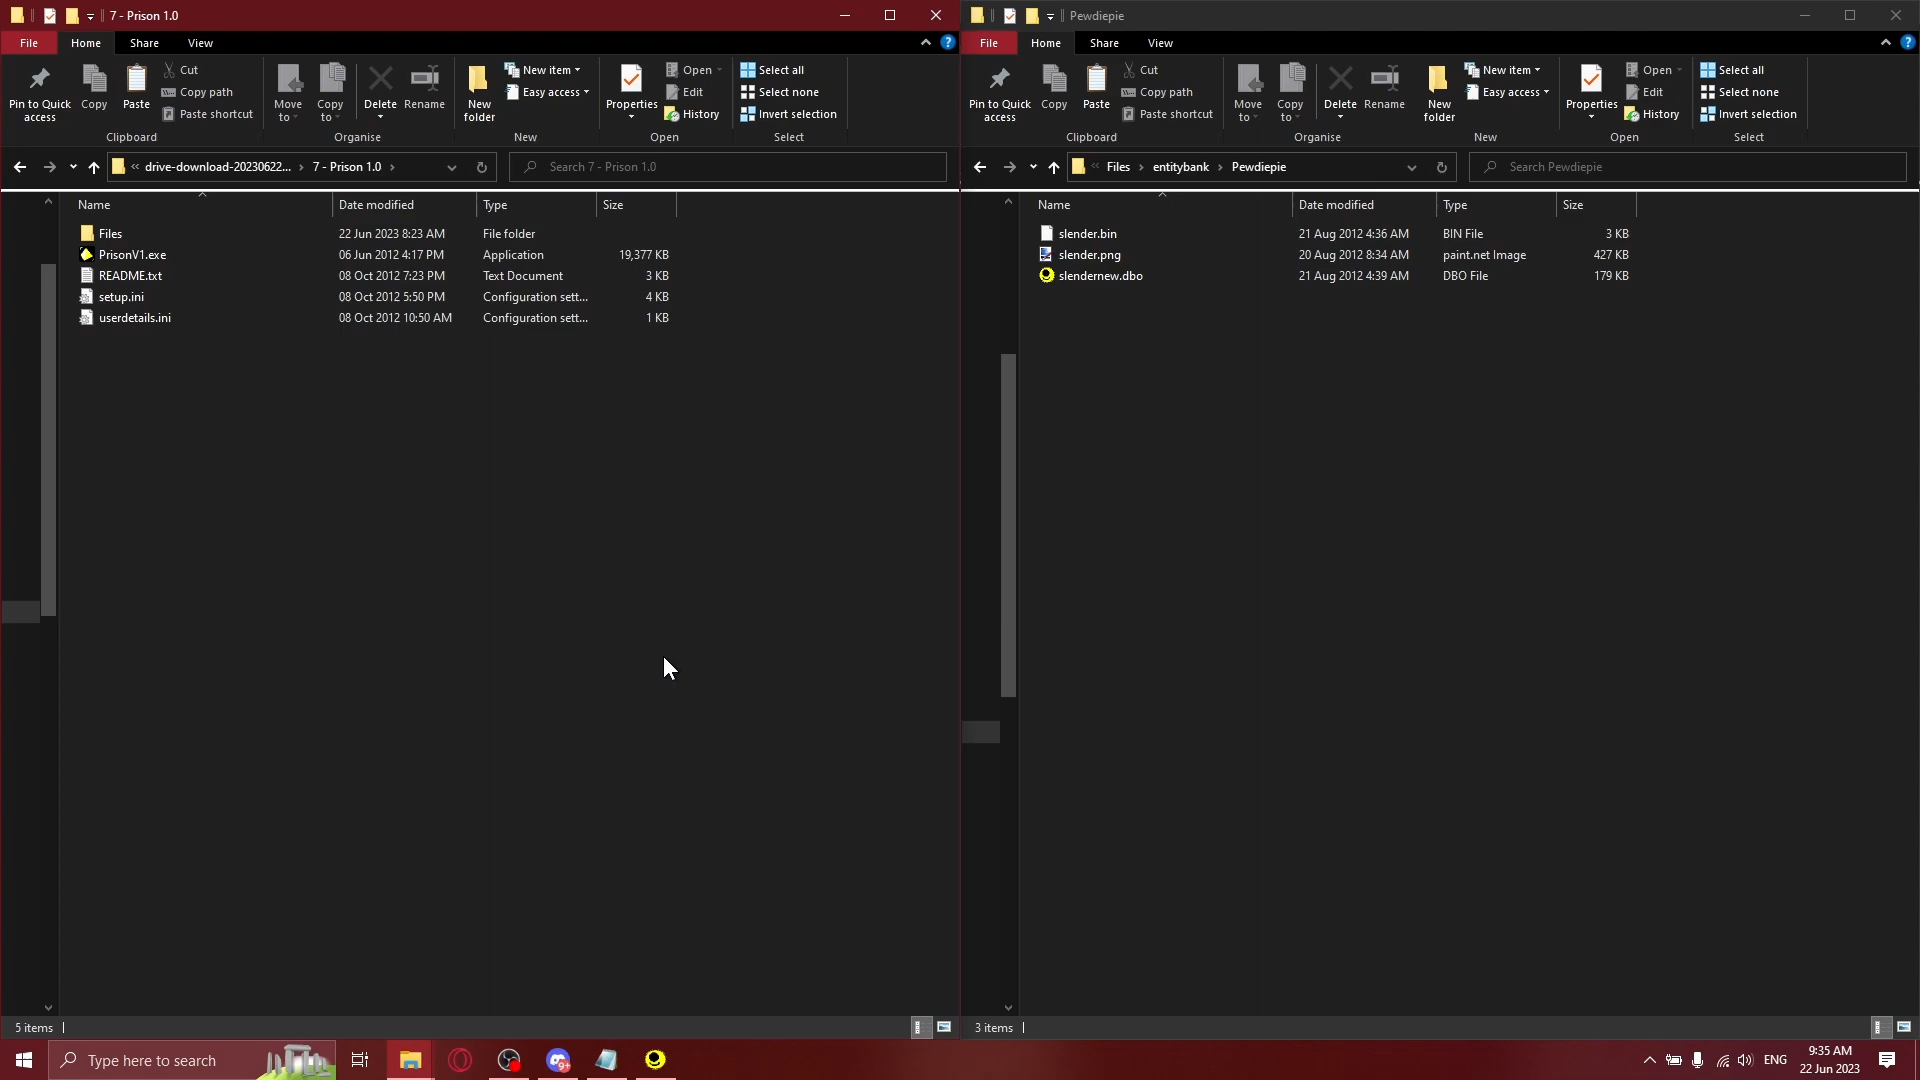 7 - Prison 1.0
File Home Share View
Pin to Quick access
Copy
Paste
Cut
Copy path
Paste shortcut
Clipboard
Move to
Copy to
Delete
Rename
Organise
New folder
New item
Easy access
New
Properties
Open
Edit
History
Open
Select all
Select none
Invert selection
Select
« drive-download-20230622... › 7 - Prison 1.0 ›
Search 7 - Prison 1.0
Name Date modified Type Size
Files 22 Jun 2023 8:23 AM File folder
PrisonV1.exe 06 Jun 2012 4:17 PM Application 19,377 KB
README.txt 08 Oct 2012 7:23 PM Text Document 3 KB
setup.ini 08 Oct 2012 5:50 PM Configuration sett... 4 KB
userdetails.ini 08 Oct 2012 10:50 AM Configuration sett... 1 KB
5 items
Pewdiepie
File Home Share View
Pin to Quick access
Copy
Paste
Cut
Copy path
Paste shortcut
Clipboard
Move to
Copy to
Delete
Rename
Organise
New folder
New item
Easy access
New
Properties
Open
Edit
History
Open
Select all
Select none
Invert selection
Select
« Files › entitybank › Pewdiepie
Search Pewdiepie
Name Date modified Type Size
slender.bin 21 Aug 2012 4:36 AM BIN File 3 KB
slender.png 20 Aug 2012 8:34 AM paint.net Image 427 KB
slendernew.dbo 21 Aug 2012 4:39 AM DBO File 179 KB
3 items
Type here to search
9+
ENG
9:35 AM
22 Jun 2023